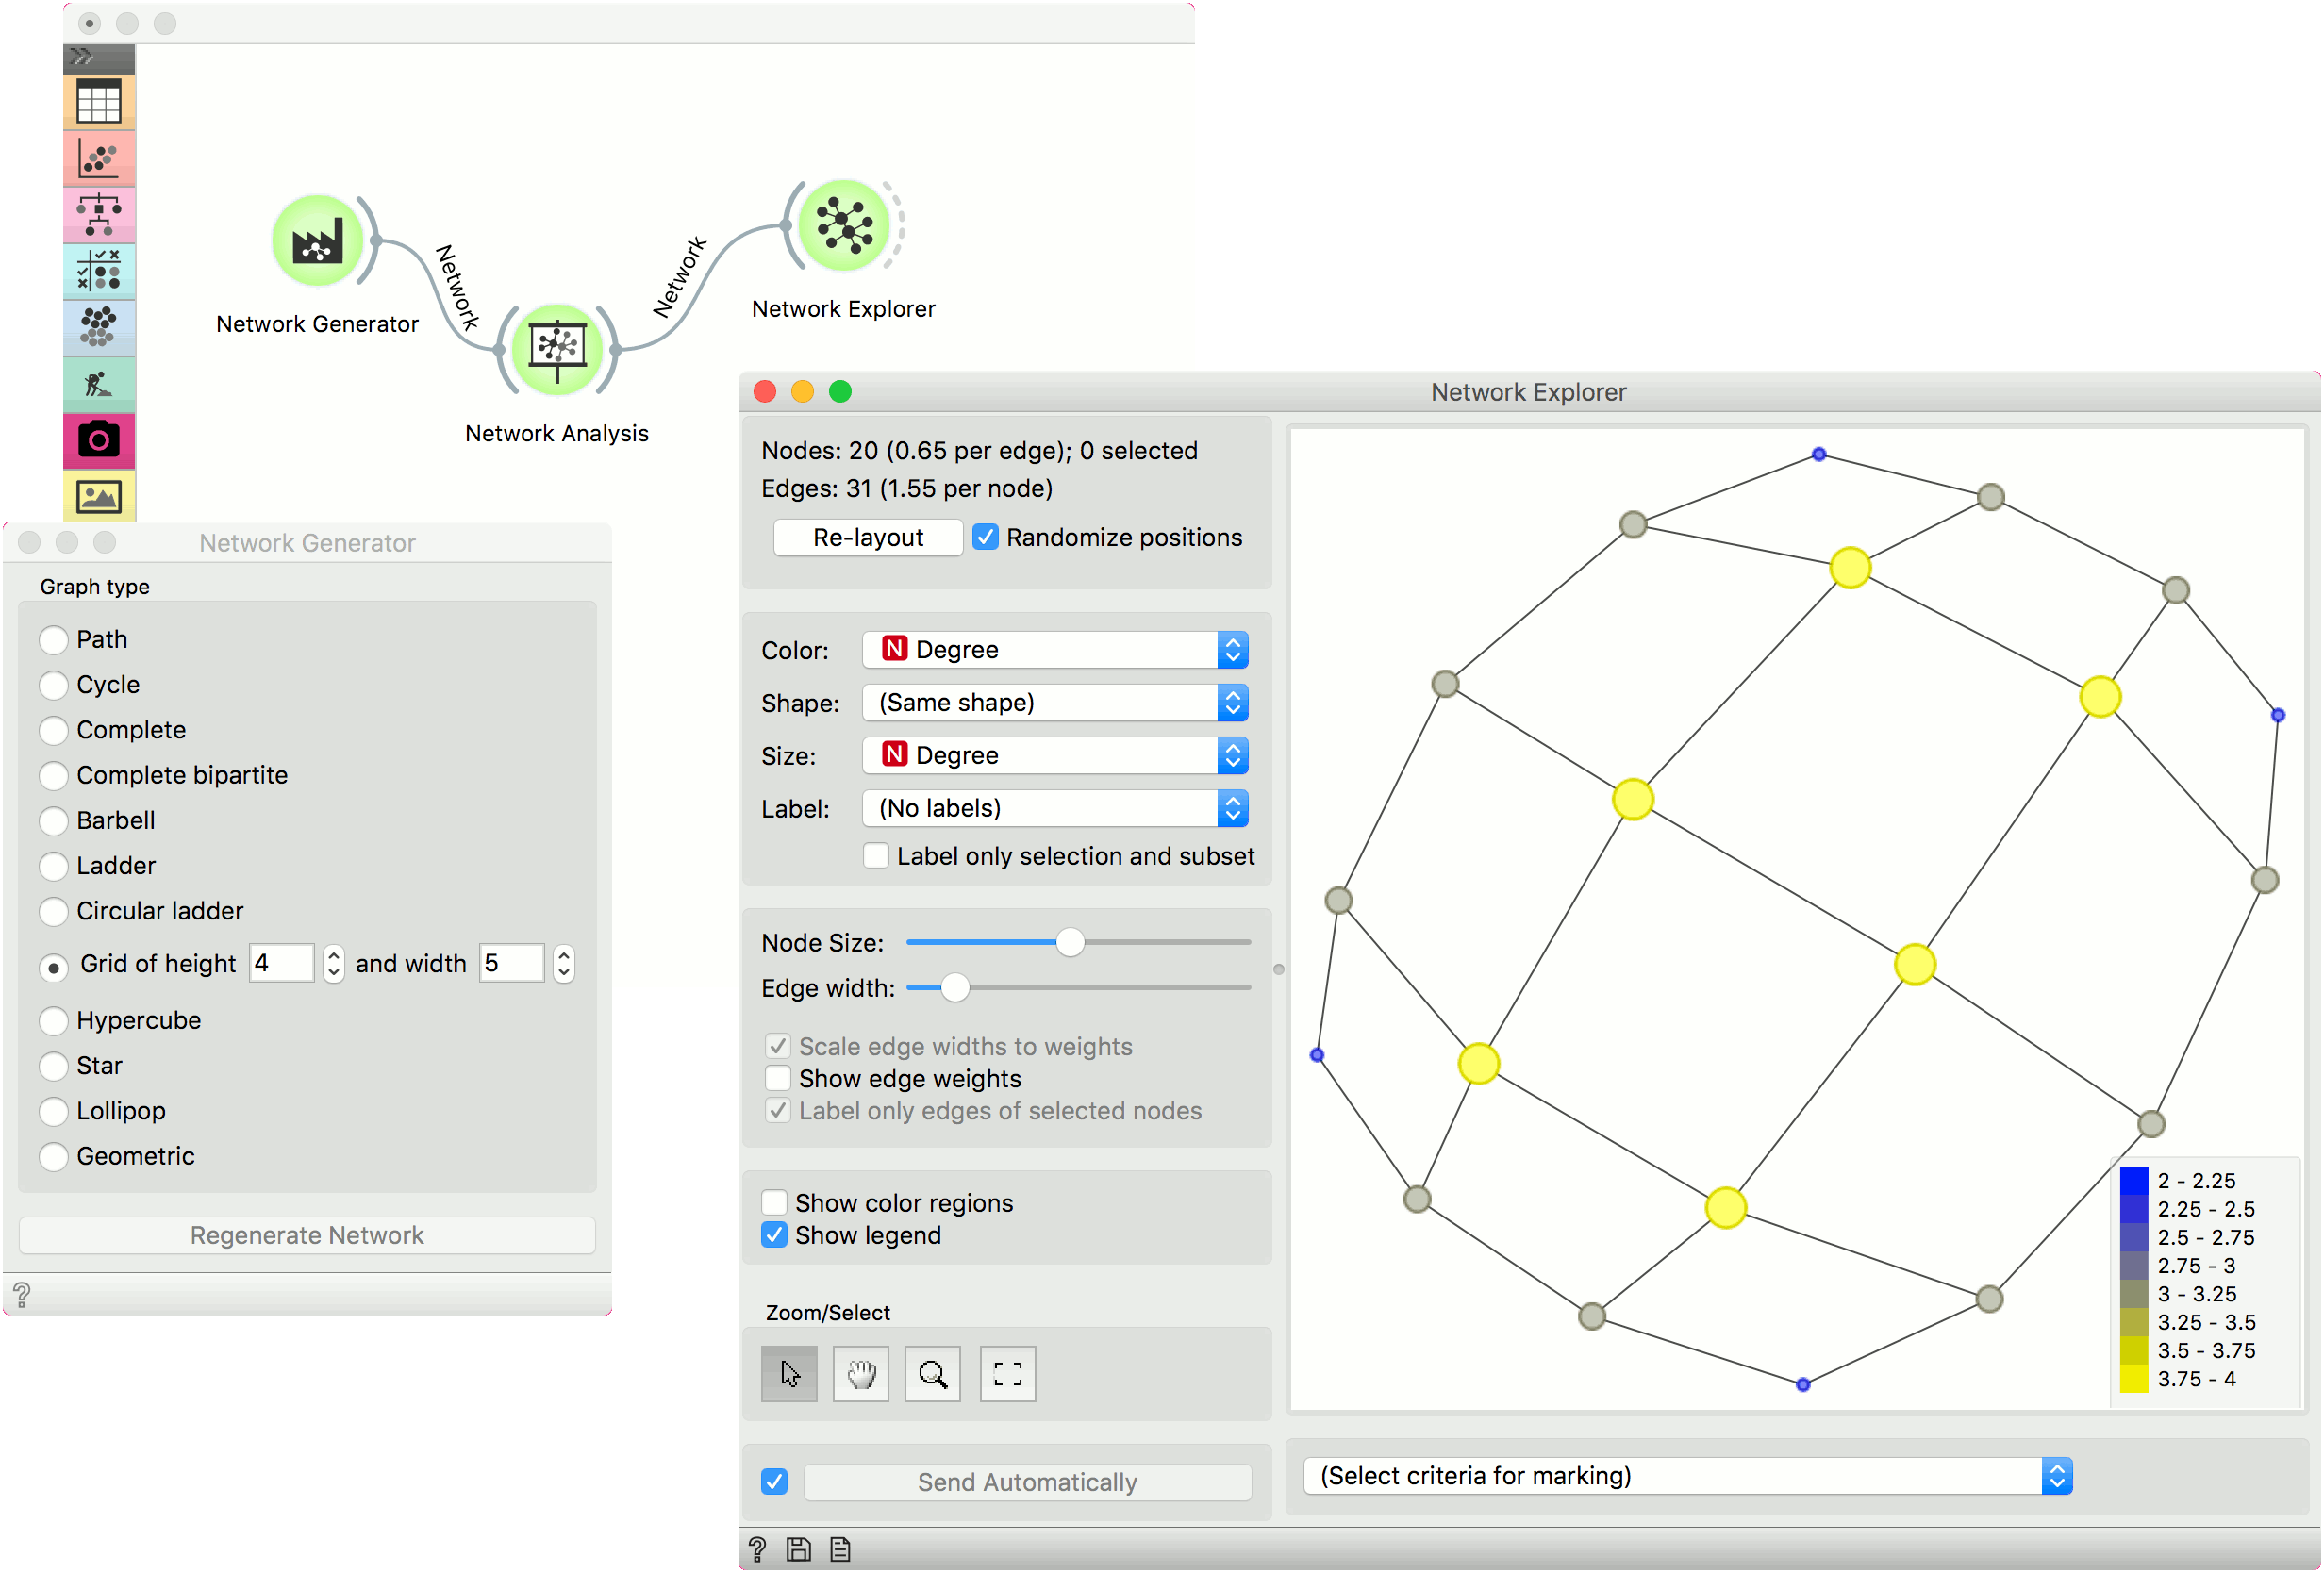 Network
Network
Network Generator
Network Explorer
Network Analysis
Network Generator
Graph type
Path
Cycle
Complete
Complete bipartite
Barbell
Ladder
Circular ladder
Grid of height 4 and width 5
Hypercube
Star
Lollipop
Geometric
Regenerate Network
?
Network Explorer
Nodes: 20 (0.65 per edge); 0 selected
Edges: 31 (1.55 per node)
Re-layout Randomize positions
Color: N Degree
Shape: (Same shape)
Size: N Degree
Label: (No labels)
Label only selection and subset
Node Size:
Edge width:
Scale edge widths to weights
Show edge weights
Label only edges of selected nodes
Show color regions
Show legend
Zoom/Select
Send Automatically
2 - 2.25
2.25 - 2.5
2.5 - 2.75
2.75 - 3
3 - 3.25
3.25 - 3.5
3.5 - 3.75
3.75 - 4
(Select criteria for marking)
?